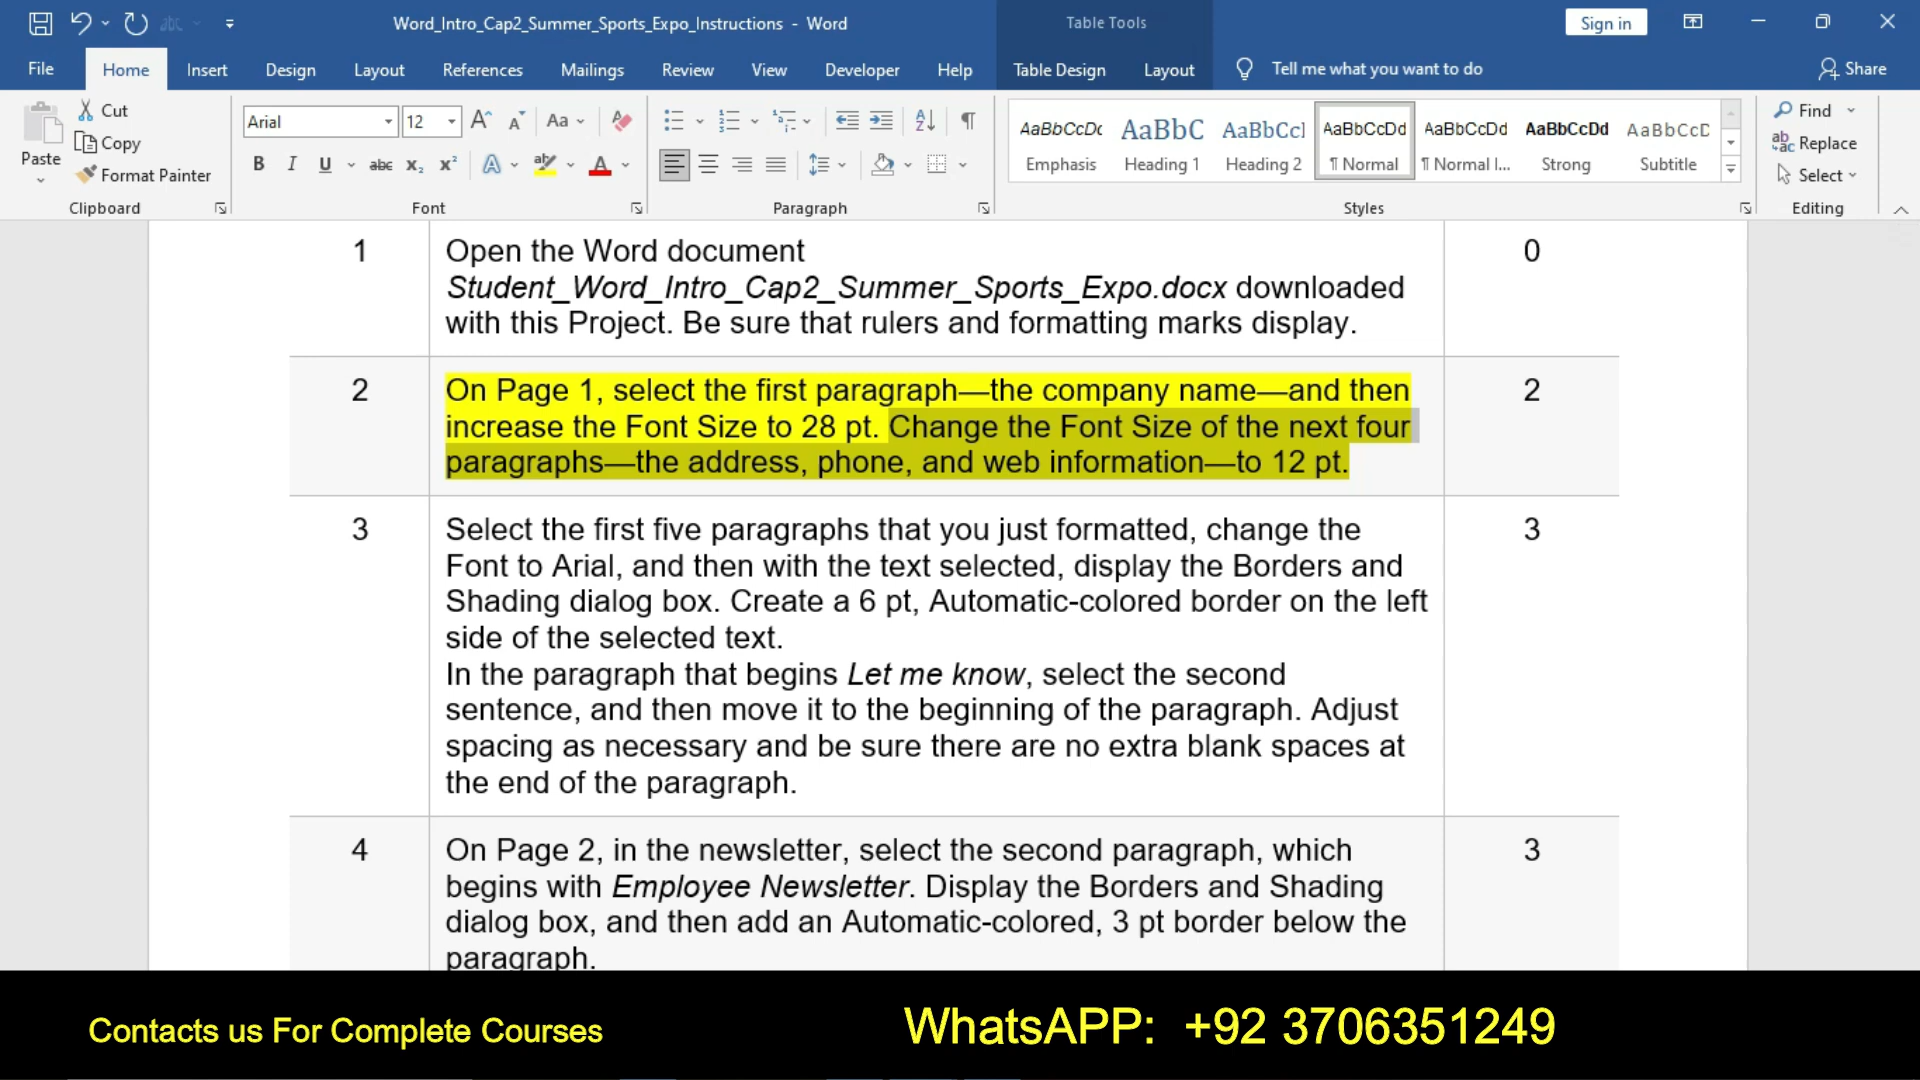 Word_Intro_Cap2_Summer_Sports_Expo_Instructions - Word
Table Tools
Sign in
File
Home
Insert
Design
Layout
References
Mailings
Review
View
Developer
Help
Table Design
Layout
Tell me what you want to do
Share
Paste
Cut
Copy
Format Painter
Clipboard
Arial
12
Font
Paragraph
AaBbCcDc
Emphasis
AaBbC
Heading 1
AaBbCcl
Heading 2
AaBbCcDd
¶ Normal
AaBbCcDd
¶ Normal I...
AaBbCcDd
Strong
AaBbCcC
Subtitle
Styles
Find
Replace
Select
Editing
1
Open the Word document
Student_Word_Intro_Cap2_Summer_Sports_Expo.docx downloaded
with this Project. Be sure that rulers and formatting marks display.
0
2
On Page 1, select the first paragraph—the company name—and then
increase the Font Size to 28 pt. Change the Font Size of the next four
paragraphs—the address, phone, and web information—to 12 pt.
2
3
Select the first five paragraphs that you just formatted, change the
Font to Arial, and then with the text selected, display the Borders and
Shading dialog box. Create a 6 pt, Automatic-colored border on the left
side of the selected text.
In the paragraph that begins Let me know, select the second
sentence, and then move it to the beginning of the paragraph. Adjust
spacing as necessary and be sure there are no extra blank spaces at
the end of the paragraph.
3
4
On Page 2, in the newsletter, select the second paragraph, which
begins with Employee Newsletter. Display the Borders and Shading
dialog box, and then add an Automatic-colored, 3 pt border below the
paragraph.
3
Contacts us For Complete Courses
WhatsAPP: +92 3706351249